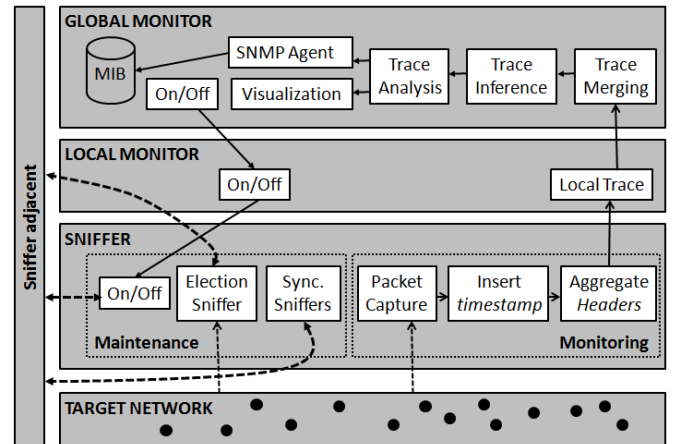 Sniffer adjacent
GLOBAL MONITOR
MIB
SNMP Agent
On/Off
Visualization
Trace
Analysis
Trace
Inference
Trace
Merging
LOCAL MONITOR
On/Off
Local Trace
SNIFFER
On/Off
Election
Sniffer
Sync.
Sniffers
Maintenance
Packet
Capture
Insert
timestamp
Aggregate
Headers
Monitoring
TARGET NETWORK